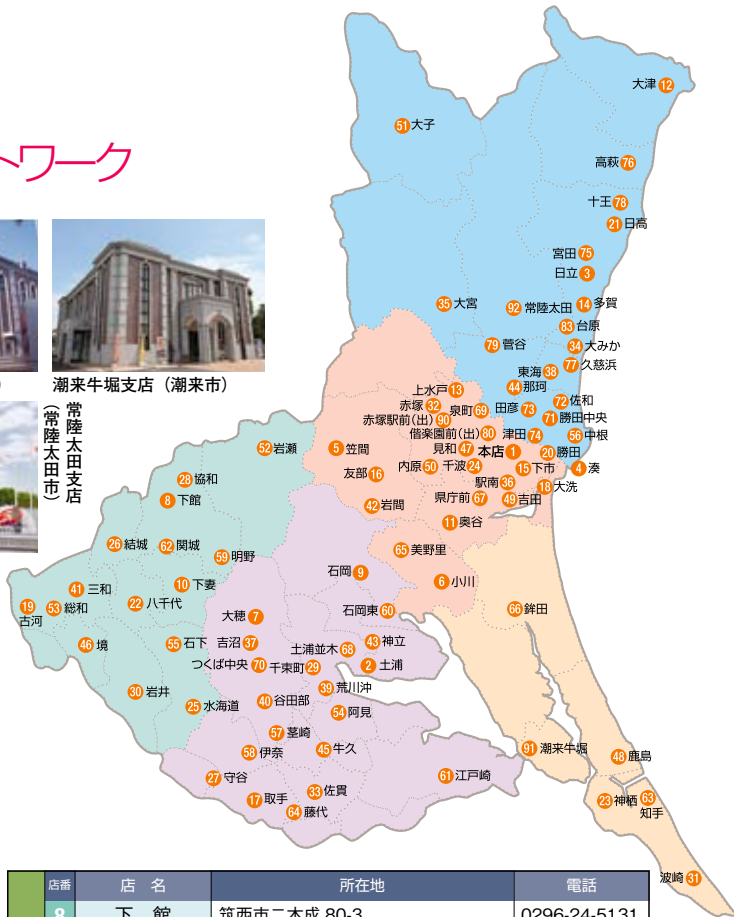 トワーク
潮来牛堀支店（潮来市）
常陸太田支店
（常陸太田市）
大津 12
51 大子
高萩 76
十王 78
21 日高
宮田 75
日立 3
35 大宮
92 常陸太田
14 多賀
83 台原
79 菅谷
34 大みか
77 久慈浜
東海 38
44 那珂
上水戸 13
赤塚 32
泉町 69
田彦 73
72 佐和
赤塚駅前(出) 90
71 勝田中央
偕楽園前(出) 80
津田 74
56 中根
52 岩瀬
5 笠間
見和 47
本店 1
20 勝田
内原 50
千波 24
15 下市
4 湊
友部 16
28 協和
駅南 36
18 大洗
8 下館
県庁前 67
49 吉田
42 岩間
11 奥谷
26 結城
62 関城
65 美野里
59 明野
石岡 9
6 小川
41 三和
10 下妻
19
古河
53 総和
22 八千代
石岡東 60
66 鉾田
大穂 7
46 境
55 石下
吉沼 37
土浦並木 68
43 神立
つくば中央 70
千束町 29
2 土浦
30 岩井
39 荒川沖
25 水海道
40 谷田部
54 阿見
57 茎崎
58 伊奈
45 牛久
91 潮来牛堀
48 鹿島
27 守谷
61 江戸崎
33 佐貫
17 取手
64 藤代
23 神栖
63
知手
波崎 31
店番 店 名 所在地 電話
8 下 館 筑西市二木成 80-3 0296-24-5131